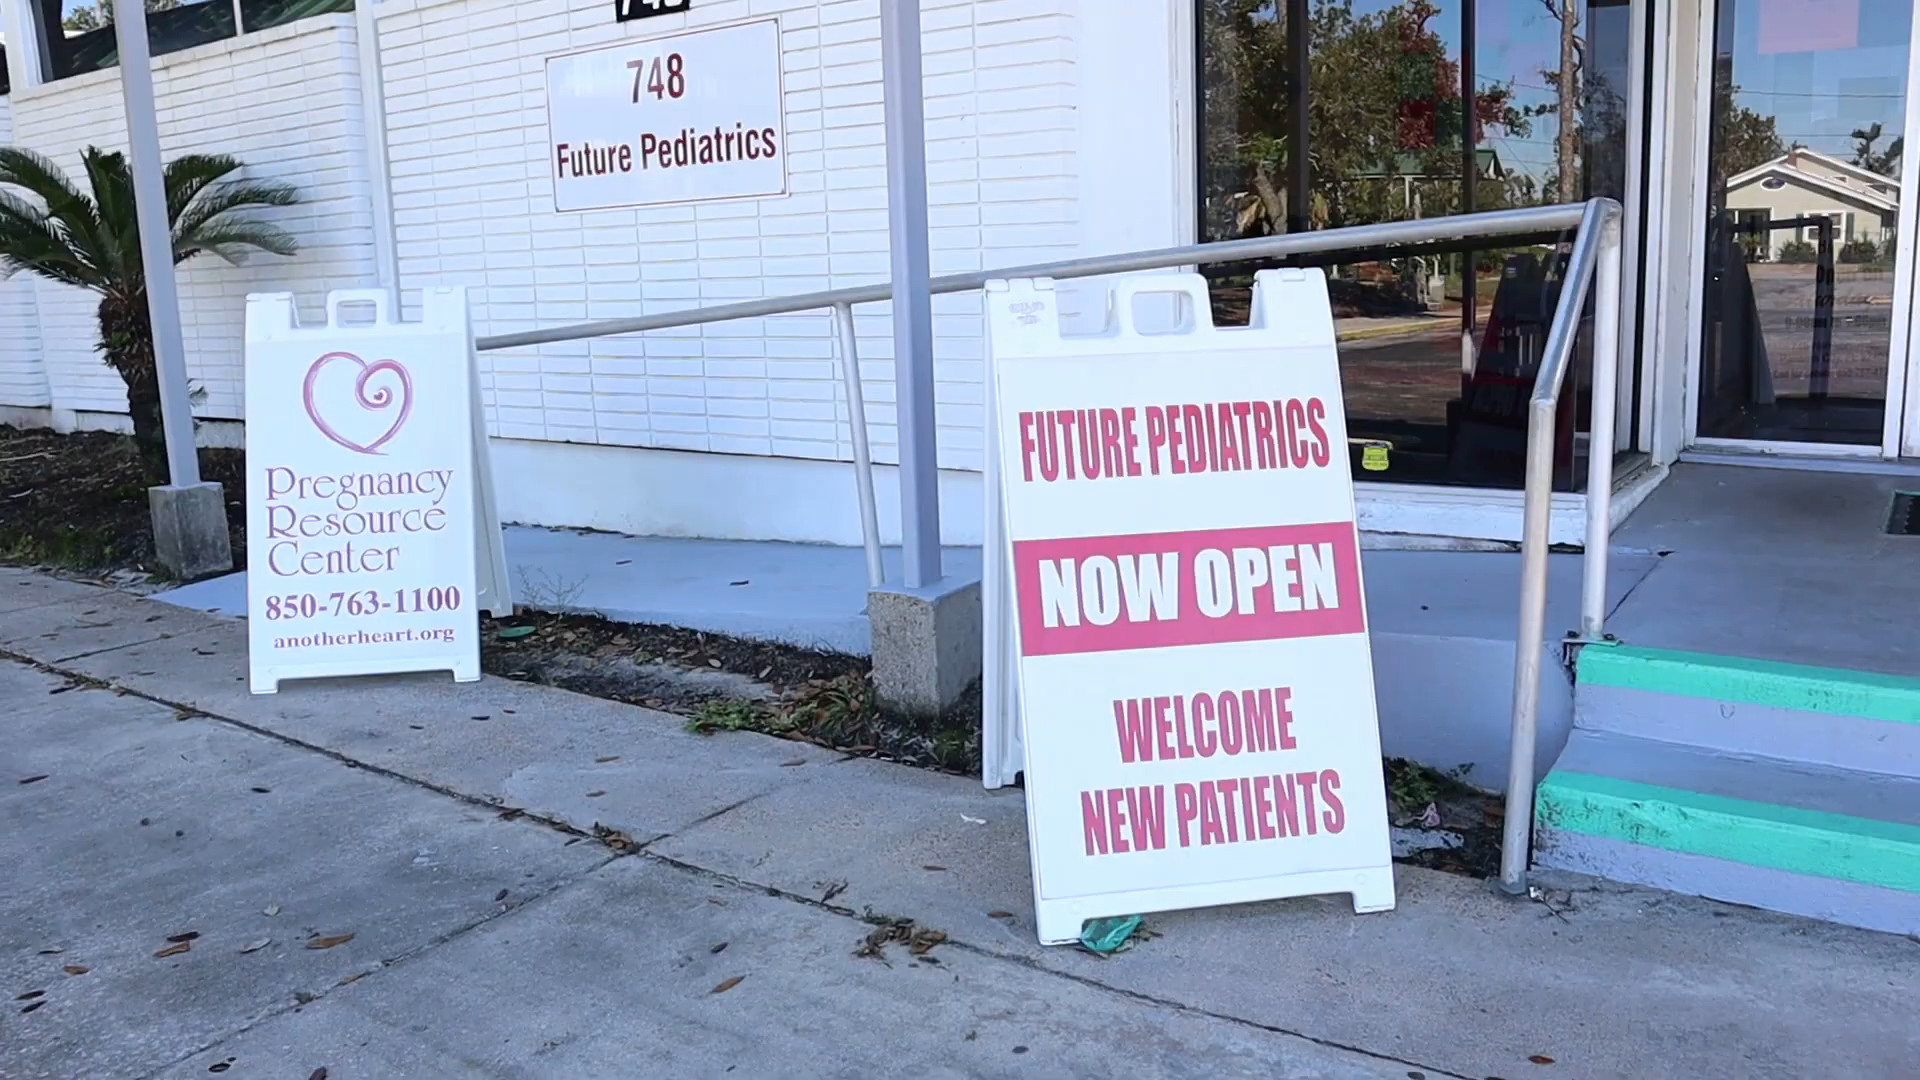 748
Future Pediatrics
Pregnancy
Resource
Center
850-763-1100
anotherheart.org
FUTURE PEDIATRICS
NOW OPEN
WELCOME
NEW PATIENTS